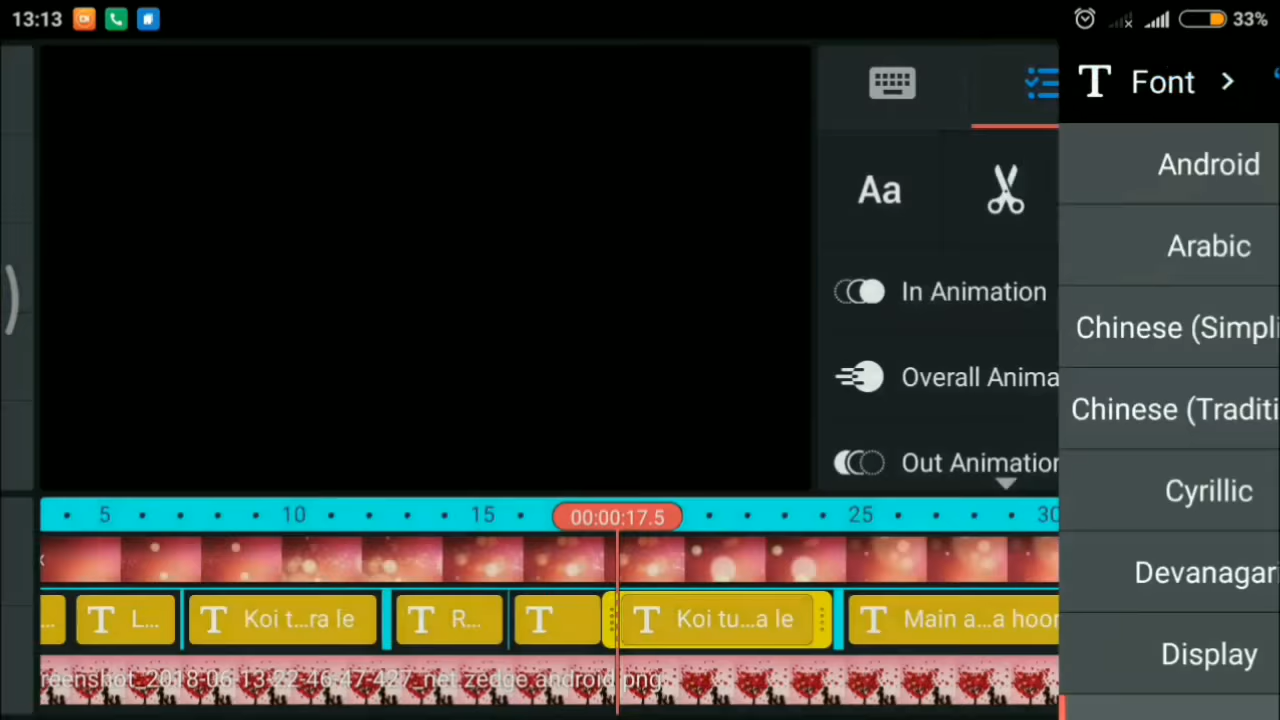 13:13
33%
T Font >
Android
Arabic
Chinese (Simpli
Chinese (Traditi
Cyrillic
Devanagar
Display
Aa
In Animation
Overall Anima
Out Animation
5 10 15 00:00:17.5 25 30
... T L... T Koi t...ra le T R... T T Koi tu...a le T Main a...a hoor
reenshot_2018-06-13-22-46-47-427_net.zedge.android.png